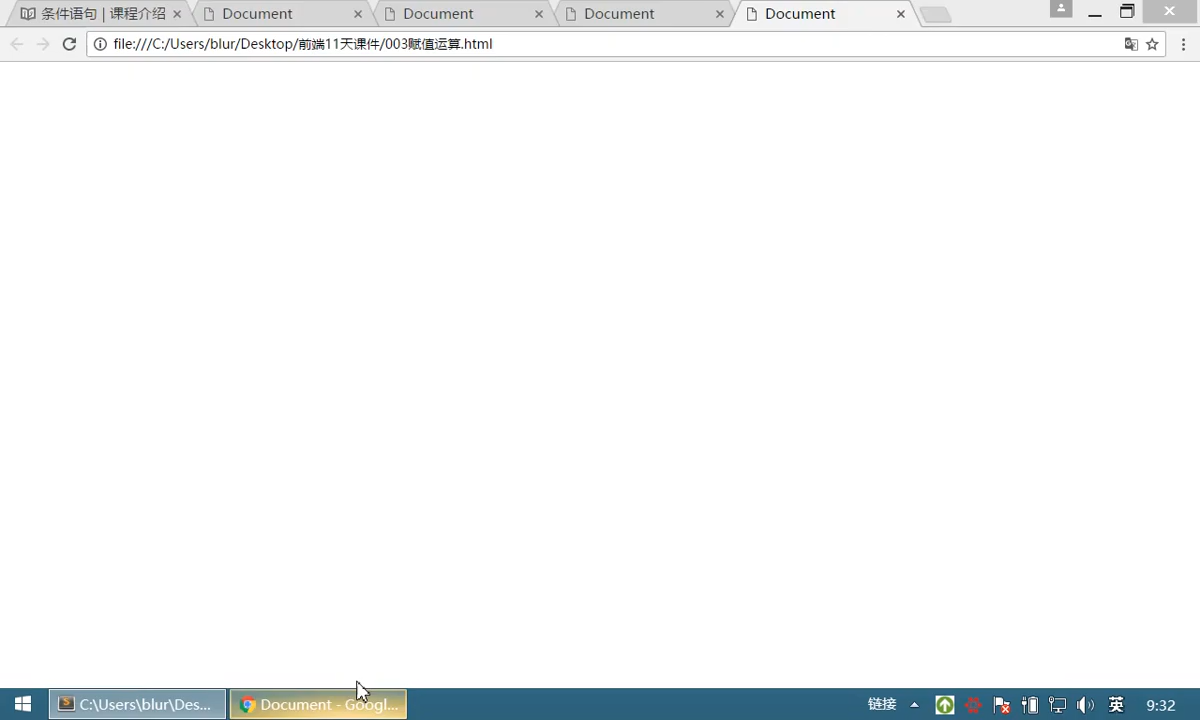 条件语句 | 课程介绍
Document
Document
Document
Document
file:///C:/Users/blur/Desktop/前端11天课件/003赋值运算.html
C:\Users\blur\Des...
Document - Googl...
链接
英
9:32